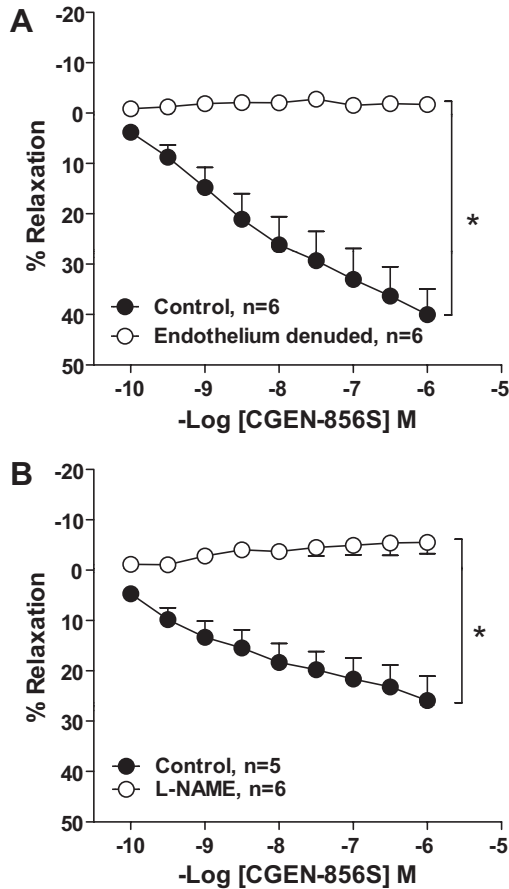 A
-20
-10
0
10
20
30
40
50
% Relaxation
*
Control, n=6
Endothelium denuded, n=6
-10 -9 -8 -7 -6 -5
-Log [CGEN-856S] M
B
-20
-10
0
10
20
30
40
50
% Relaxation
*
Control, n=5
L-NAME, n=6
-10 -9 -8 -7 -6 -5
-Log [CGEN-856S] M